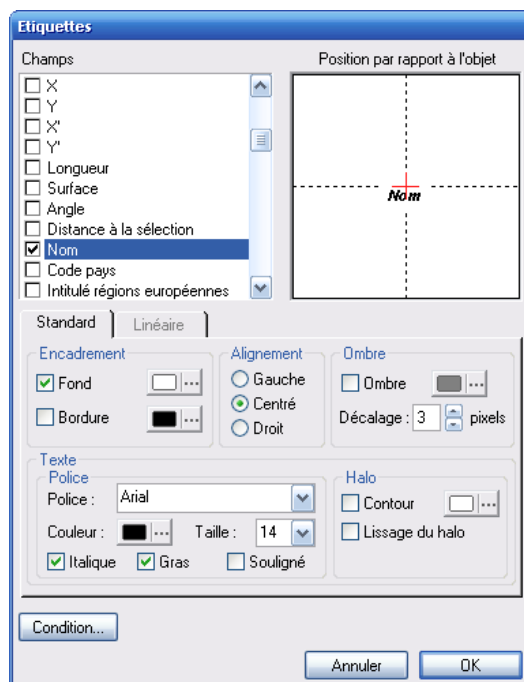 Etiquettes
Champs
Position par rapport à l'objet
X
Y
X'
Y'
Longueur
Surface
Angle
Distance à la sélection
Nom
Code pays
Intitulé régions européennes
Nom
Standard
Linéaire
Encadrement
Fond
...
Bordure
...
Alignement
Gauche
Centré
Droit
Ombre
Ombre
...
Décalage : 3 pixels
Texte
Police
Police : Arial
Couleur : ... Taille : 14
Italique Gras Souligné
Halo
Contour ...
Lissage du halo
Condition...
Annuler
OK